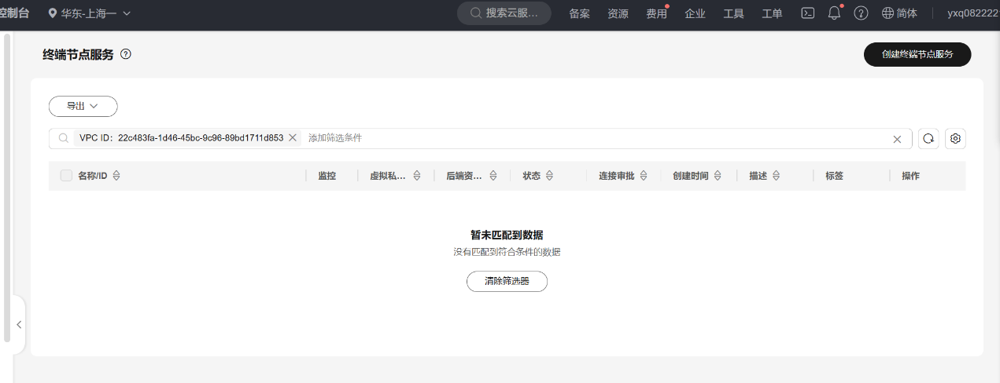 控制台 华东-上海一 搜索云服... 备案 资源 费用 企业 工具 工单 简体 yxq082222
终端节点服务 创建终端节点服务
导出
VPC ID： 22c483fa-1d46-45bc-9c96-89bd1711d853 添加筛选条件
名称/ID 监控 虚拟私... 后端资... 状态 连接审批 创建时间 描述 标签 操作
暂未匹配到数据
没有匹配到符合条件的数据
清除筛选器